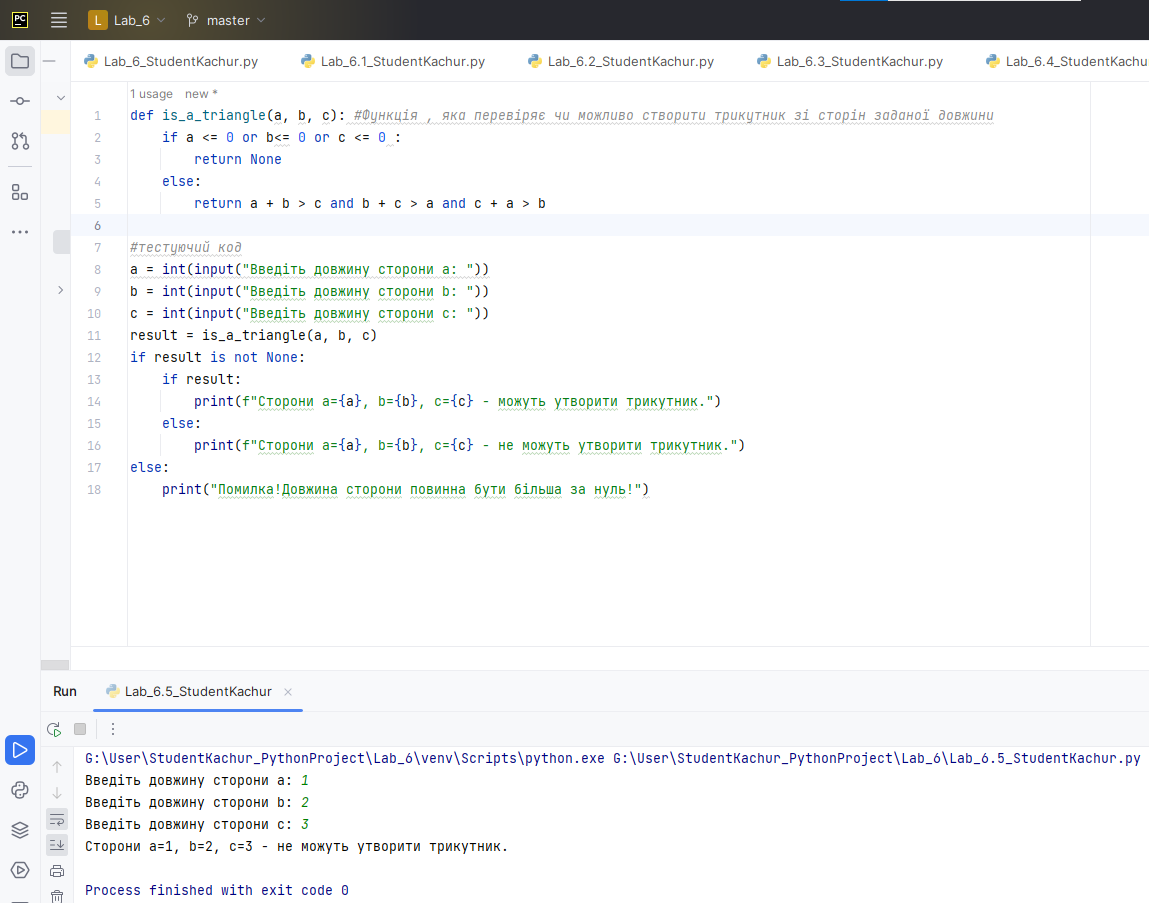 PC L Lab_6 master
Lab_6_StudentKachur.py Lab_6.1_StudentKachur.py Lab_6.2_StudentKachur.py Lab_6.3_StudentKachur.py Lab_6.4_StudentKachu
1 usage new *
1 def is_a_triangle(a, b, c): #Функція , яка перевіряє чи можливо створити трикутник зі сторін заданої довжини
2 if a <= 0 or b<= 0 or c <= 0 :
3 return None
4 else:
5 return a + b > c and b + c > a and c + a > b
6
7 #тестуючий код
8 a = int(input("Введіть довжину сторони a: "))
9 b = int(input("Введіть довжину сторони b: "))
10 c = int(input("Введіть довжину сторони c: "))
11 result = is_a_triangle(a, b, c)
12 if result is not None:
13 if result:
14 print(f"Сторони a={a}, b={b}, c={c} - можуть утворити трикутник.")
15 else:
16 print(f"Сторони a={a}, b={b}, c={c} - не можуть утворити трикутник.")
17 else:
18 print("Помилка!Довжина сторони повинна бути більша за нуль!")
Run Lab_6.5_StudentKachur
G:\User\StudentKachur_PythonProject\Lab_6\venv\Scripts\python.exe G:\User\StudentKachur_PythonProject\Lab_6\Lab_6.5_StudentKachur.py
Введіть довжину сторони a: 1
Введіть довжину сторони b: 2
Введіть довжину сторони c: 3
Сторони a=1, b=2, c=3 - не можуть утворити трикутник.
Process finished with exit code 0